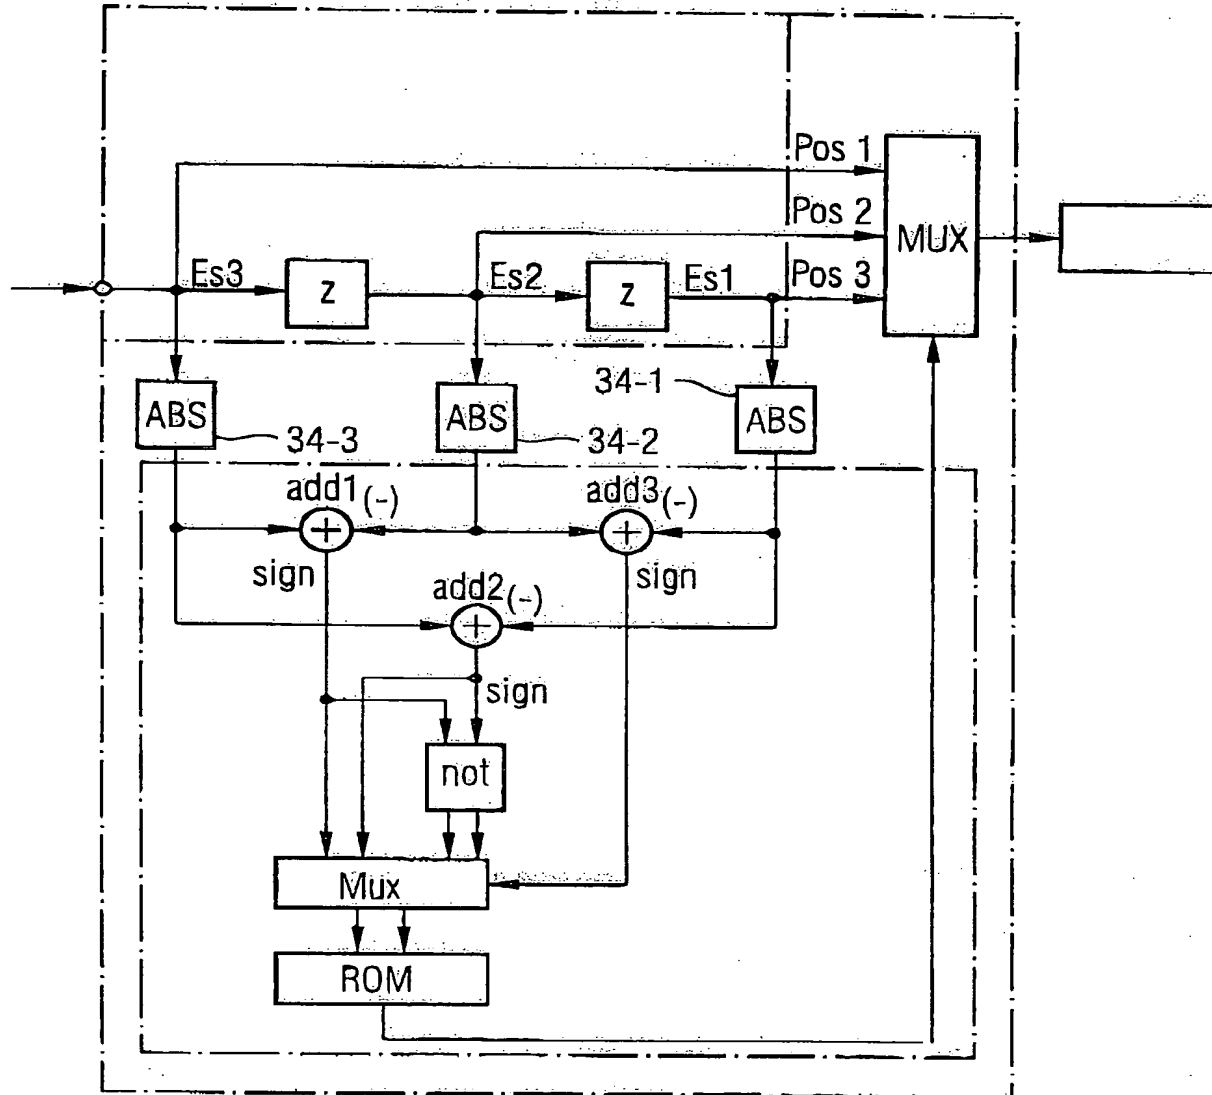 Pos 1
Pos 2
MUX
Es3
z
Es2
z
Es1
Pos 3
34-1
ABS
ABS
ABS
34-3
34-2
add1 (-)
add3 (-)
+
+
sign
sign
add2 (-)
+
sign
not
Mux
ROM